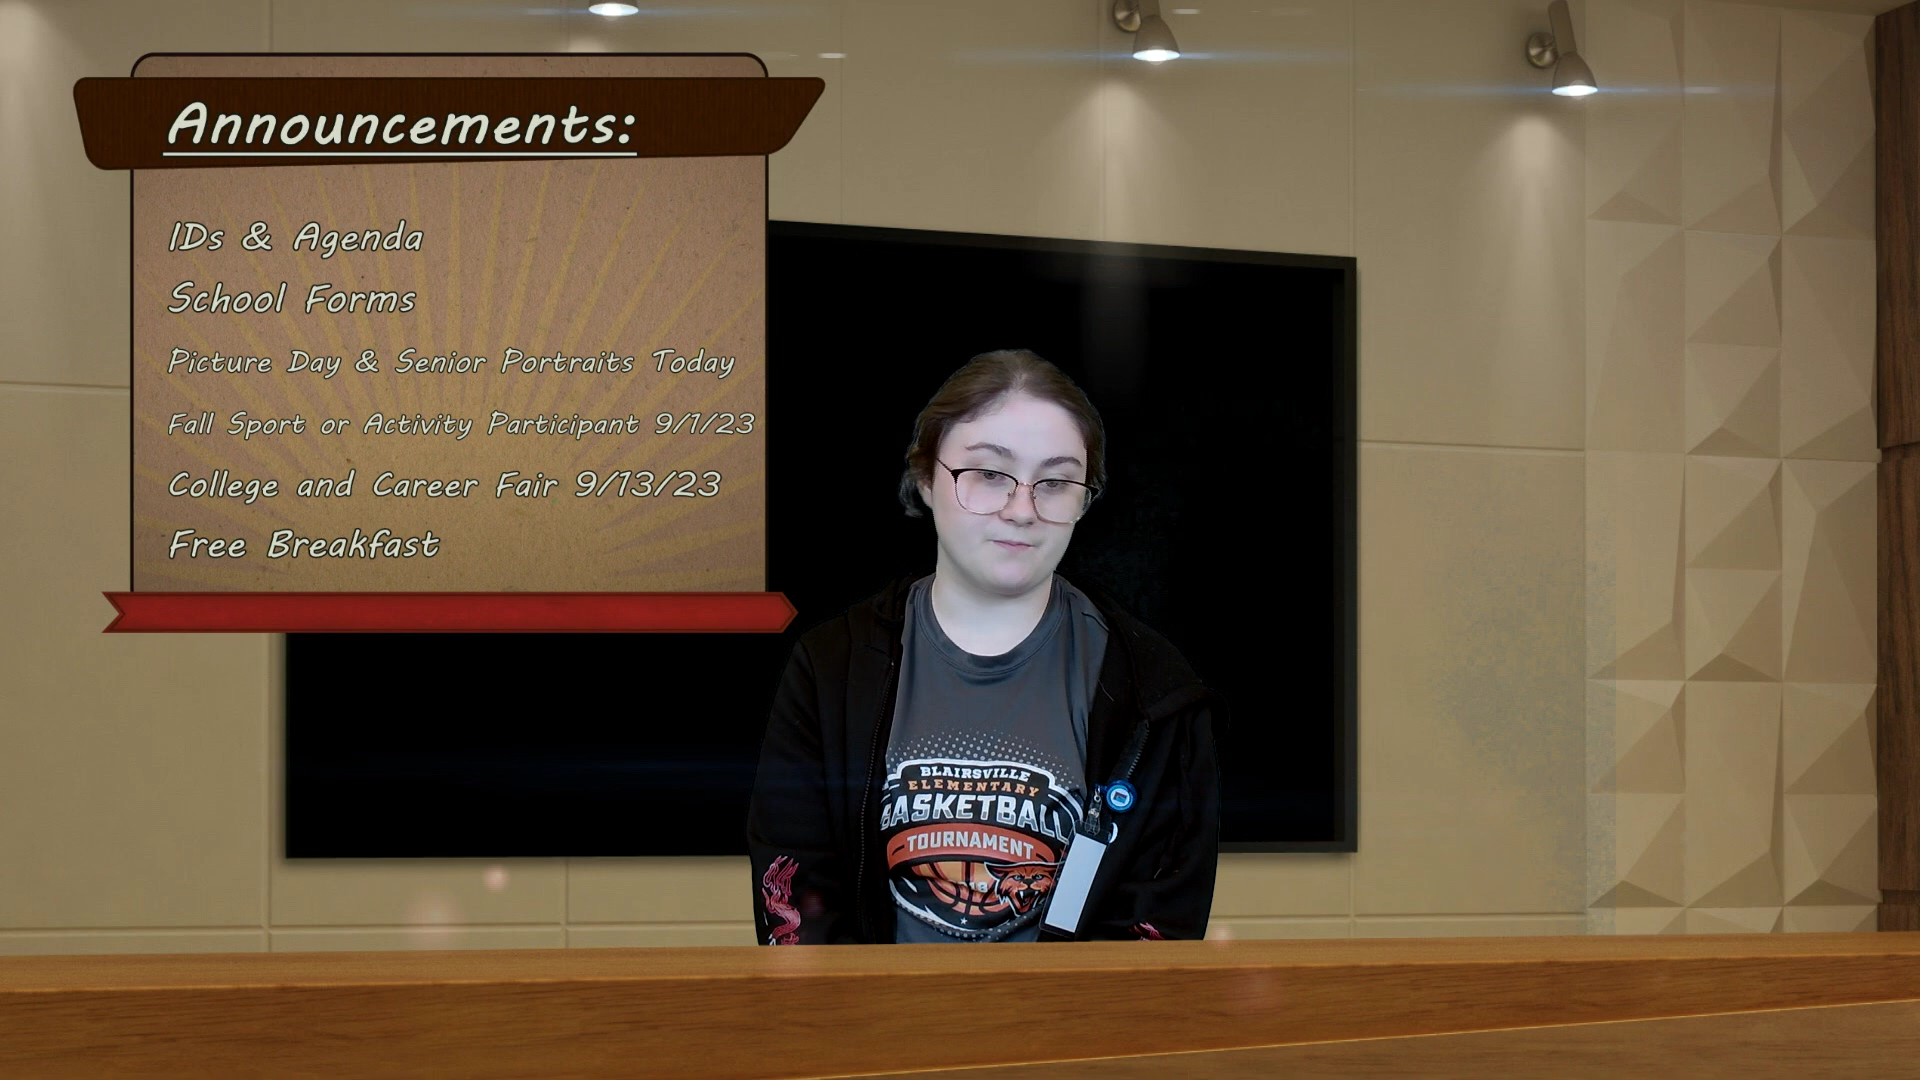 Announcements:
IDs & Agenda
School Forms
Picture Day & Senior Portraits Today
Fall Sport or Activity Participant 9/1/23
College and Career Fair 9/13/23
Free Breakfast
BLAIRSVILLE
ELEMENTARY
BASKETBALL
TOURNAMENT